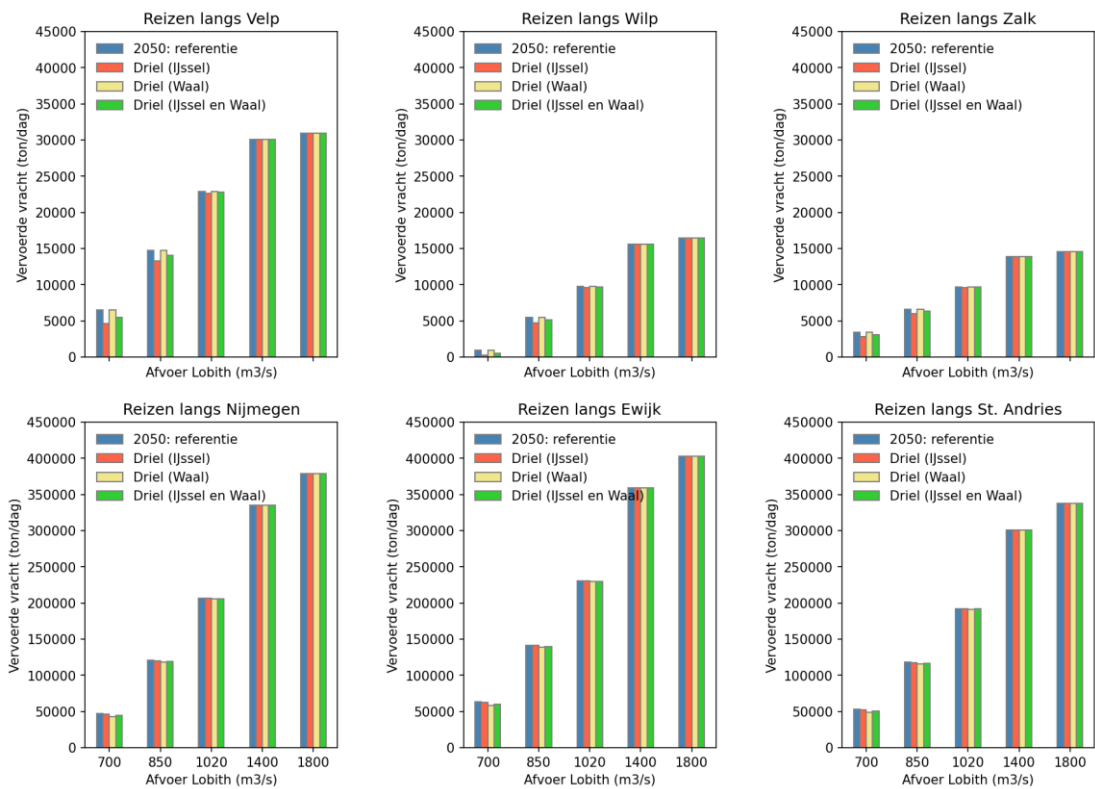 Reizen langs Velp
Vervoerde vracht (ton/dag)
45000
40000
35000
30000
25000
20000
15000
10000
5000
0
2050: referentie
Driel (IJssel)
Driel (Waal)
Driel (IJssel en Waal)
Afvoer Lobith (m3/s)
Reizen langs Wilp
Vervoerde vracht (ton/dag)
45000
40000
35000
30000
25000
20000
15000
10000
5000
0
2050: referentie
Driel (IJssel)
Driel (Waal)
Driel (IJssel en Waal)
Afvoer Lobith (m3/s)
Reizen langs Zalk
Vervoerde vracht (ton/dag)
45000
40000
35000
30000
25000
20000
15000
10000
5000
0
2050: referentie
Driel (IJssel)
Driel (Waal)
Driel (IJssel en Waal)
Afvoer Lobith (m3/s)
Reizen langs Nijmegen
Vervoerde vracht (ton/dag)
450000
400000
350000
300000
250000
200000
150000
100000
50000
0
2050: referentie
Driel (IJssel)
Driel (Waal)
Driel (IJssel en Waal)
700 850 1020 1400 1800
Afvoer Lobith (m3/s)
Reizen langs Ewijk
Vervoerde vracht (ton/dag)
450000
400000
350000
300000
250000
200000
150000
100000
50000
0
2050: referentie
Driel (IJssel)
Driel (Waal)
Driel (IJssel en Waal)
700 850 1020 1400 1800
Afvoer Lobith (m3/s)
Reizen langs St. Andries
Vervoerde vracht (ton/dag)
450000
400000
350000
300000
250000
200000
150000
100000
50000
0
2050: referentie
Driel (IJssel)
Driel (Waal)
Driel (IJssel en Waal)
700 850 1020 1400 1800
Afvoer Lobith (m3/s)